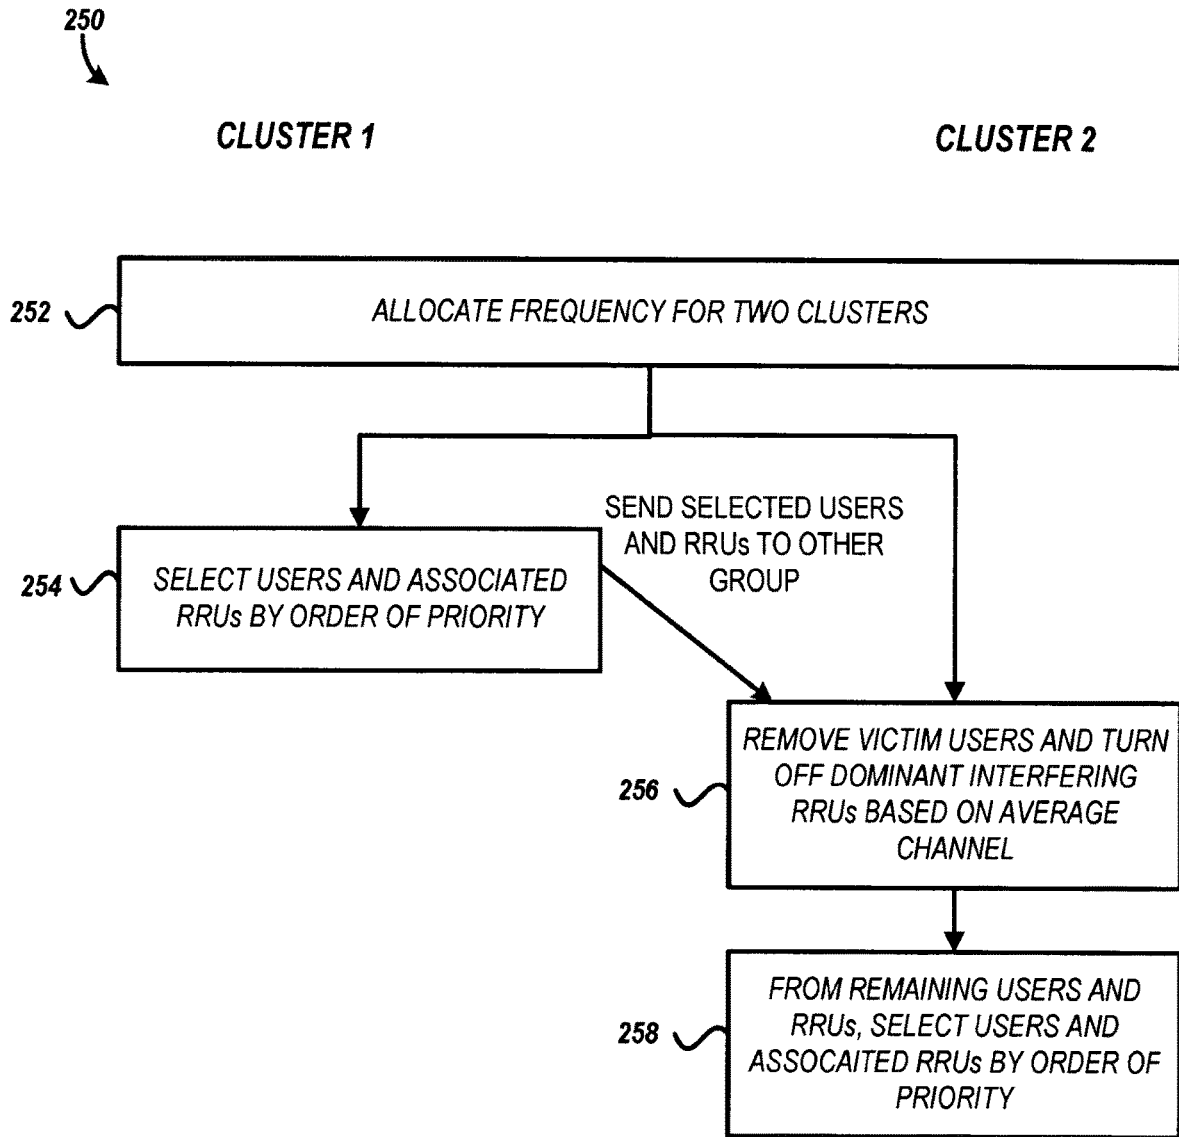 250
CLUSTER 1
CLUSTER 2
252
ALLOCATE FREQUENCY FOR TWO CLUSTERS
SEND SELECTED USERS
AND RRUs TO OTHER
GROUP
254
SELECT USERS AND ASSOCIATED
RRUs BY ORDER OF PRIORITY
256
REMOVE VICTIM USERS AND TURN
OFF DOMINANT INTERFERING
RRUs BASED ON AVERAGE
CHANNEL
258
FROM REMAINING USERS AND
RRUs, SELECT USERS AND
ASSOCAITED RRUs BY ORDER OF
PRIORITY